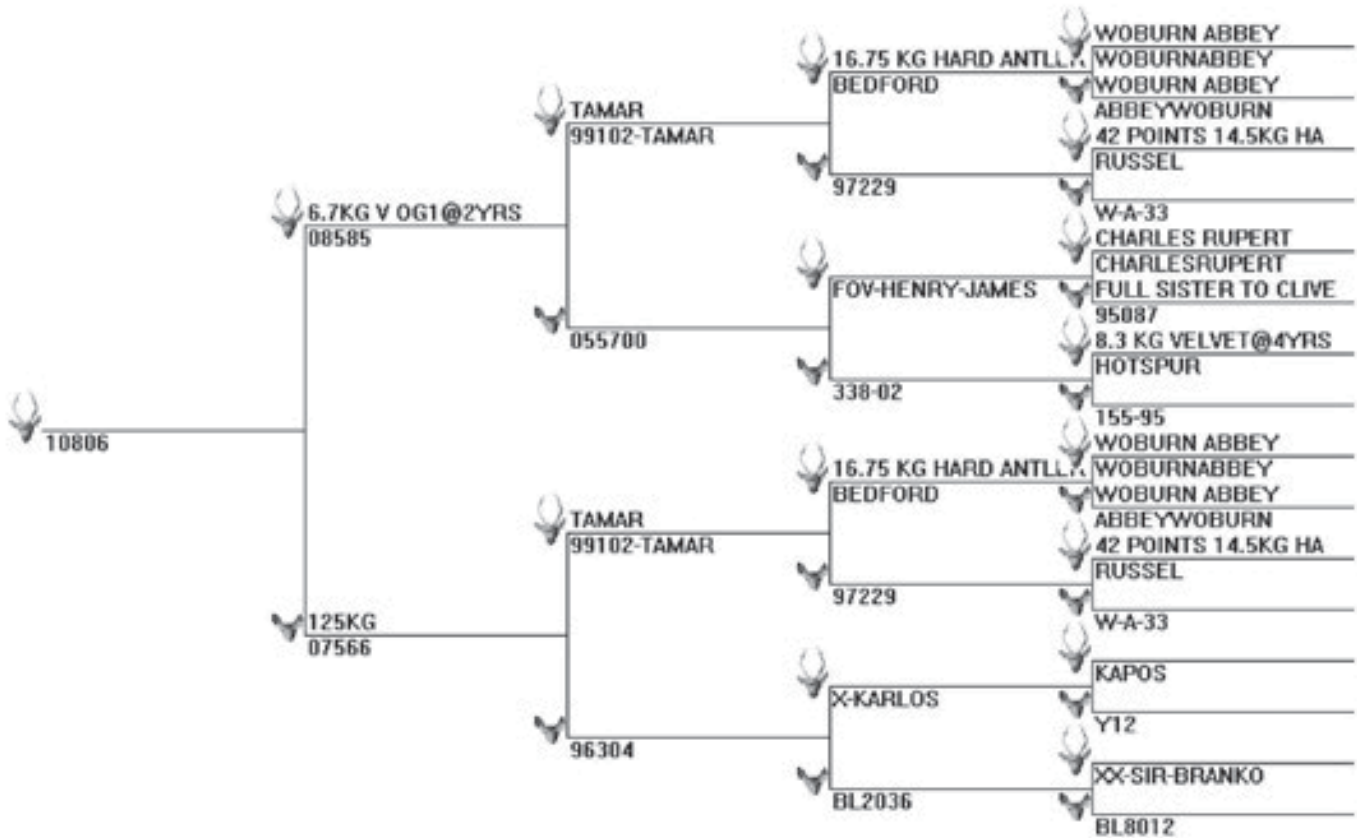 WOBURN ABBEY
16.75 KG HARD ANTLL WOBURNABBEY
BEDFORD WOBURN ABBEY
TAMAR ABBEYWOBURN
99102-TAMAR 42 POINTS 14.5KG HA
RUSSEL
97229
6.7KG V OG1@2YRS W-A-33
08585 CHARLES RUPERT
CHARLESRUPERT
FOV-HENRY-JAMES FULL SISTER TO CLIVE
95087
055700 8.3 KG VELVET@4YRS
HOTSPUR
338-02
155-95
10806 WOBURN ABBEY
16.75 KG HARD ANTLL WOBURNABBEY
BEDFORD WOBURN ABBEY
TAMAR ABBEYWOBURN
99102-TAMAR 42 POINTS 14.5KG HA
RUSSEL
97229
125KG W-A-33
07566
KAPOS
X-KARLOS
Y12
96304
XX-SIR-BRANKO
BL2036
BL8012